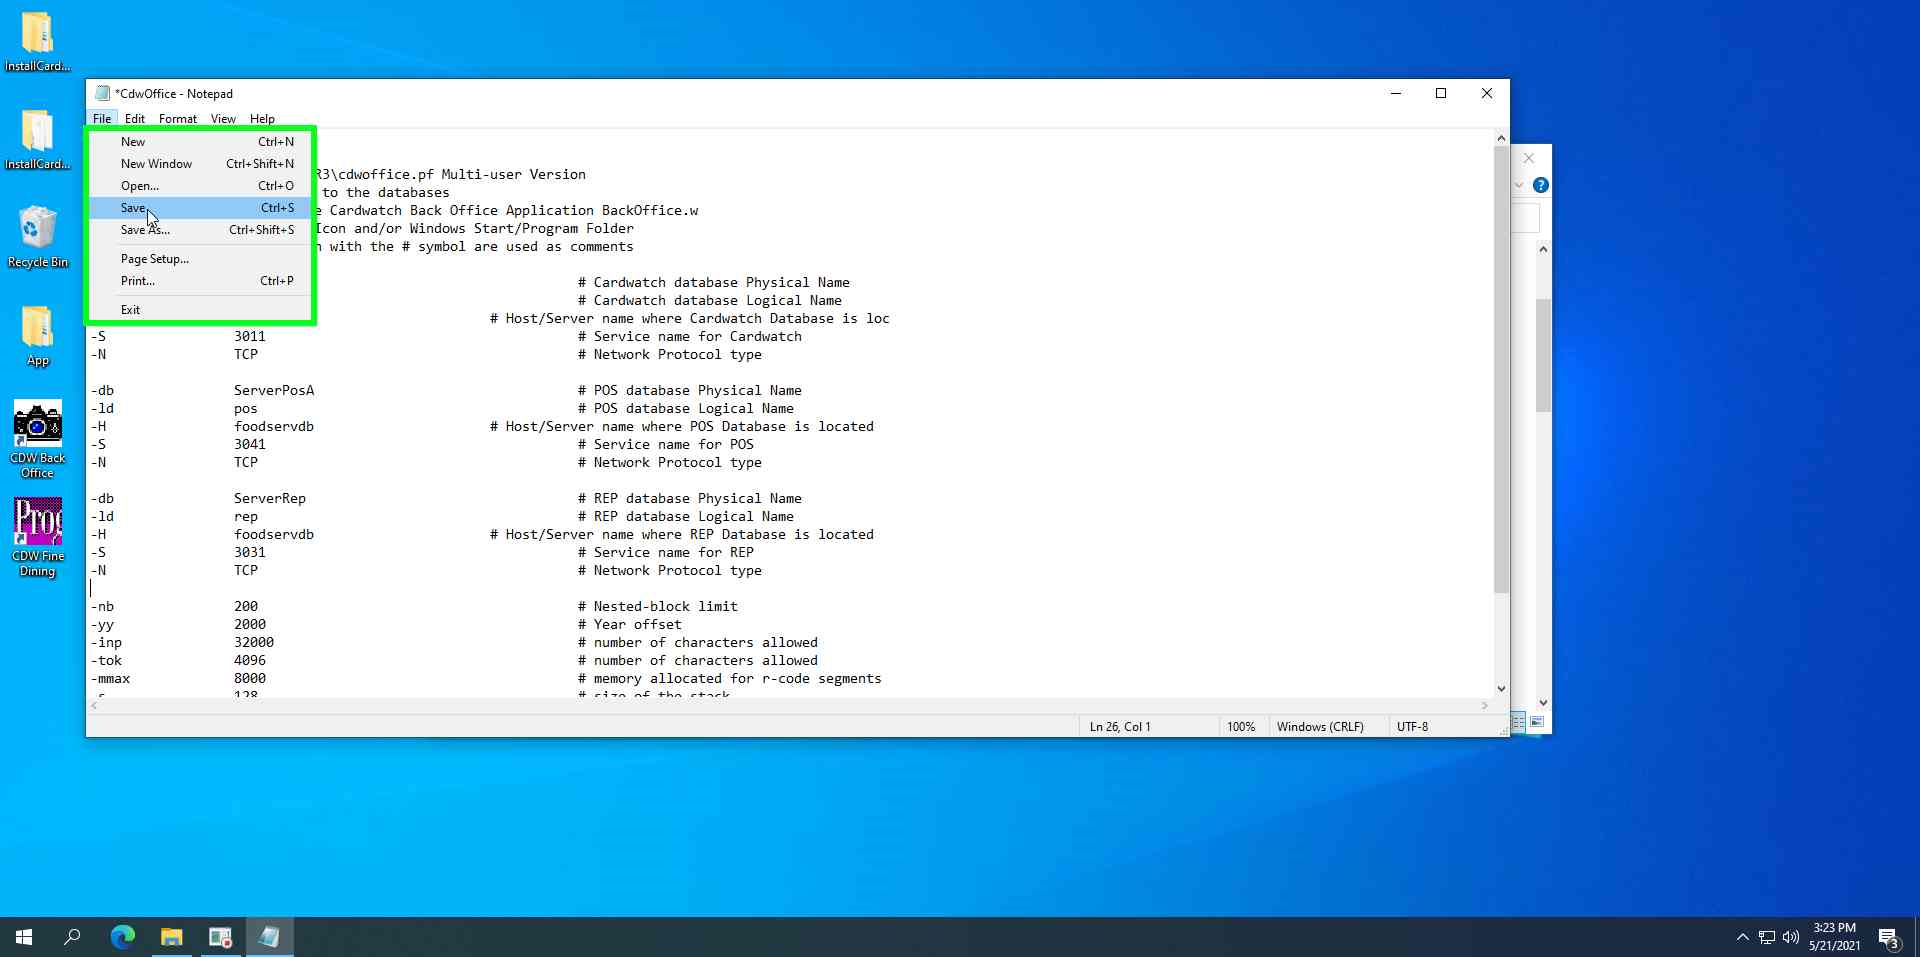 InstallCard...
InstallCard...
Recycle Bin
App
CDW Back
Office
CDW Fine
Dining
*CdwOffice - Notepad
File Edit Format View Help
New Ctrl+N
New Window Ctrl+Shift+N
Open... Ctrl+O
Save Ctrl+S
Save As... Ctrl+Shift+S
Page Setup...
Print... Ctrl+P
Exit
R3\cdwoffice.pf Multi-user Version
to the databases
e Cardwatch Back Office Application BackOffice.w
Icon and/or Windows Start/Program Folder
with the # symbol are used as comments
# Cardwatch database Physical Name
# Cardwatch database Logical Name
# Host/Server name where Cardwatch Database is loc
-S 3011 # Service name for Cardwatch
-N TCP # Network Protocol type
-db ServerPosA # POS database Physical Name
-ld pos # POS database Logical Name
-H foodservdb # Host/Server name where POS Database is located
-S 3041 # Service name for POS
-N TCP # Network Protocol type
-db ServerRep # REP database Physical Name
-ld rep # REP database Logical Name
-H foodservdb # Host/Server name where REP Database is located
-S 3031 # Service name for REP
-N TCP # Network Protocol type
-nb 200 # Nested-block limit
-yy 2000 # Year offset
-inp 32000 # number of characters allowed
-tok 4096 # number of characters allowed
-mmax 8000 # memory allocated for r-code segments
-s 128 # size of the stack
Ln 26, Col 1 100% Windows (CRLF) UTF-8
?
Prog
3:23 PM
5/21/2021
3